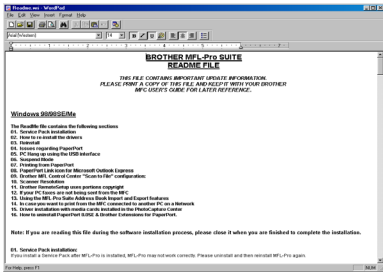 Readme.wri - WordPad
File Edit View Insert Format Help
Arial (Western) 14
BROTHER MFL-Pro SUITE
README FILE
THIS FILE CONTAINS IMPORTANT UPDATE INFORMATION.
PLEASE PRINT A COPY OF THIS FILE AND KEEP IT WITH YOUR BROTHER
MFC USER'S GUIDE FOR LATER REFERENCE.
Windows 98/98SE/Me
The ReadMe file contains the following sections
01. Service Pack installation
02. How to re install the drivers
03. Reinstall
04. Issues regarding PaperPort
05. PC Hang up using the USB interface
06. Suspend Mode
07. Printing from PaperPort
08. PaperPort Link icon for Microsoft Outlook Express
09. Brother MFL Control Center "Scan to File" configuration:
10. Scanner Resolution
11. Brother RemoteSetup uses portions copyright
12. If your PC faxes are not being sent from the MFC
13. Using the MFL Pro Suite Address Book Import and Export features
14. In case you want to print from the MFC connected to another PC on a Network
15. Driver installation with media cards installed in the PhotoCapture Center
16. How to uninstall PaperPort 8.0SE & Brother Extensions for PaperPort.
Note: If you are reading this file during the software installation process, please close it when you are finished to complete the installation.
01. Service Pack installation:
If you install a Service Pack after MFL-Pro is installed, MFL-Pro may not work correctly. Please uninstall and then reinstall MFL-Pro again.
For Help, press F1
NUM